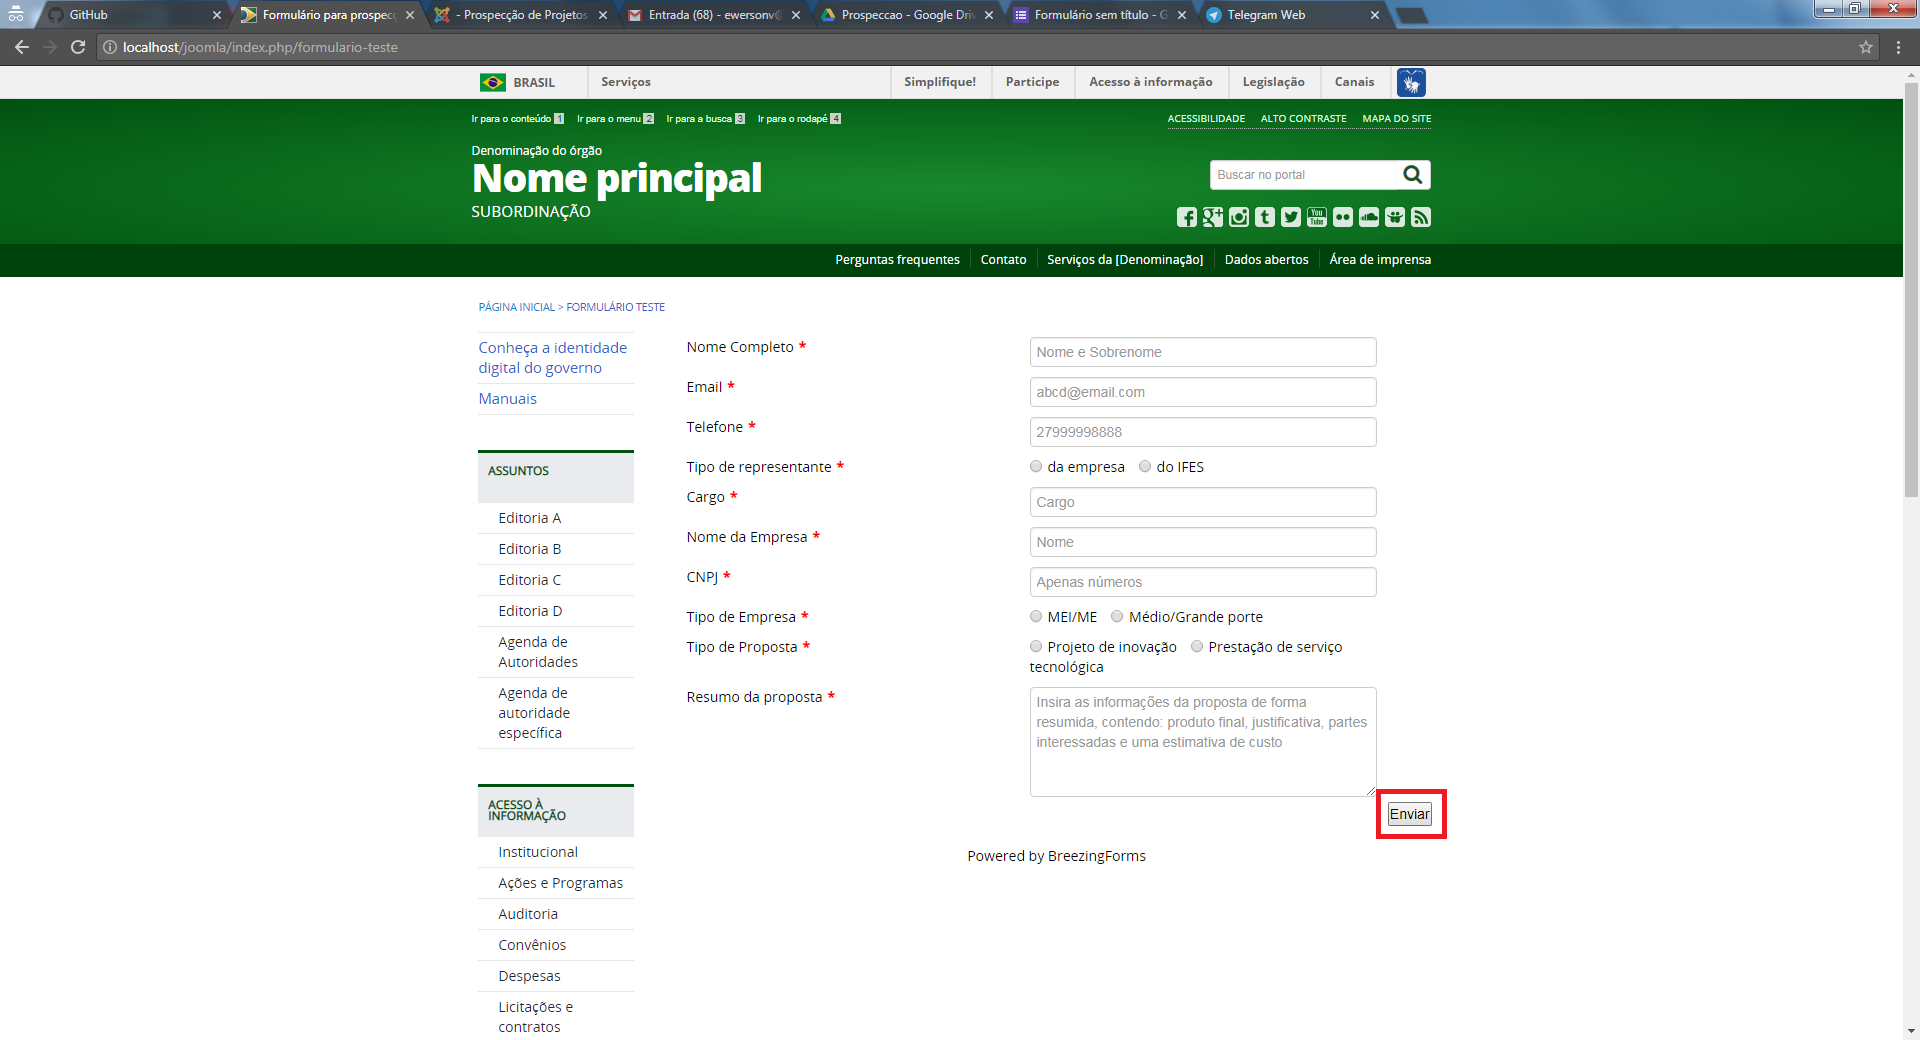 GitHub
Formulário para prospecç
- Prospecção de Projetos
Entrada (68) - ewersonv@
Prospeccao - Google Driv
Formulário sem título - G
Telegram Web
localhost/joomla/index.php/formulario-teste
BRASIL
Serviços
Simplifique!
Participe
Acesso à informação
Legislação
Canais
Ir para o conteúdo 1
Ir para o menu 2
Ir para a busca 3
Ir para o rodapé 4
ACESSIBILIDADE
ALTO CONTRASTE
MAPA DO SITE
Denominação do órgão
Nome principal
SUBORDINAÇÃO
Buscar no portal
You
Tube
Perguntas frequentes
Contato
Serviços da [Denominação]
Dados abertos
Área de imprensa
PÁGINA INICIAL > FORMULÁRIO TESTE
Conheça a identidade
digital do governo
Manuais
ASSUNTOS
Editoria A
Editoria B
Editoria C
Editoria D
Agenda de
Autoridades
Agenda de
autoridade
específica
ACESSO À
INFORMAÇÃO
Institucional
Ações e Programas
Auditoria
Convênios
Despesas
Licitações e
contratos
Nome Completo *
Nome e Sobrenome
Email *
abcd@email.com
Telefone *
27999998888
Tipo de representante *
da empresa
do IFES
Cargo *
Cargo
Nome da Empresa *
Nome
CNPJ *
Apenas números
Tipo de Empresa *
MEI/ME
Médio/Grande porte
Tipo de Proposta *
Projeto de inovação
Prestação de serviço
tecnológica
Resumo da proposta *
Insira as informações da proposta de forma
resumida, contendo: produto final, justificativa, partes
interessadas e uma estimativa de custo
Enviar
Powered by BreezingForms